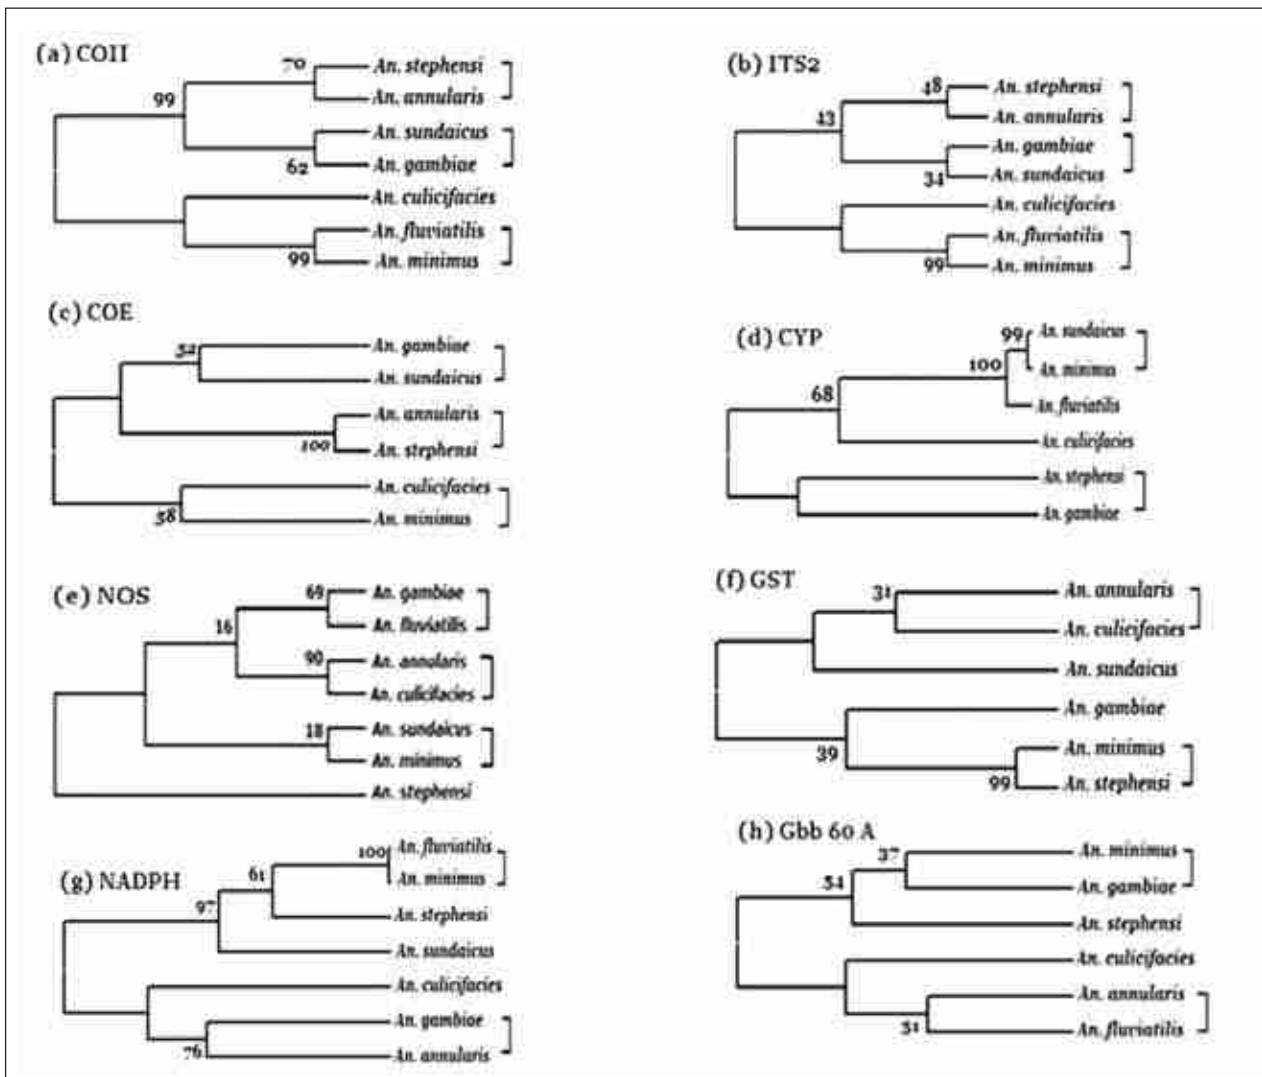 (a) COII
70
An. stephensi
99
An. annularis
An. sundaicus
62
An. gambiae
An. culicifacies
An. fluviatilis
99
An. minimus
(b) ITS2
48
An. stephensi
43
An. annularis
An. gambiae
34
An. sundaicus
An. culicifacies
An. fluviatilis
99
An. minimus
(c) COE
An. gambiae
An. sundaicus
An. annularis
100
An. stephensi
An. culicifacies
An. minimus
(d) CYP
99
An. sundaicus
100
An. minimus
68
An. fluviatilis
An. culicifacies
An. stephensi
An. gambiae
(e) NOS
69
An. gambiae
16
An. fluviatilis
90
An. annularis
An. culicifacies
18
An. sundaicus
An. minimus
An. stephensi
(f) GST
31
An. annularis
An. culicifacies
An. sundaicus
An. gambiae
39
An. minimus
99
An. stephensi
(g) NADPH
100
An. fluviatilis
61
An. minimus
97
An. stephensi
An. sundaicus
An. culicifacies
An. gambiae
76
An. annularis
(h) Gbb 60 A
37
An. minimus
An. gambiae
An. stephensi
An. culicifacies
An. annularis
An. fluviatilis